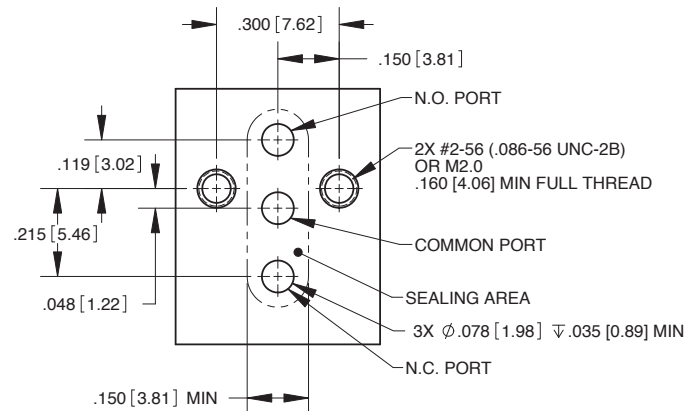 .300 [7.62]
.150 [3.81]
N.O. PORT
2X #2-56 (.086-56 UNC-2B)
OR M2.0
.160 [4.06] MIN FULL THREAD
.119 [3.02]
.215 [5.46]
COMMON PORT
.048 [1.22]
SEALING AREA
3X ⌀.078 [1.98] ↧.035 [0.89] MIN
N.C. PORT
.150 [3.81] MIN